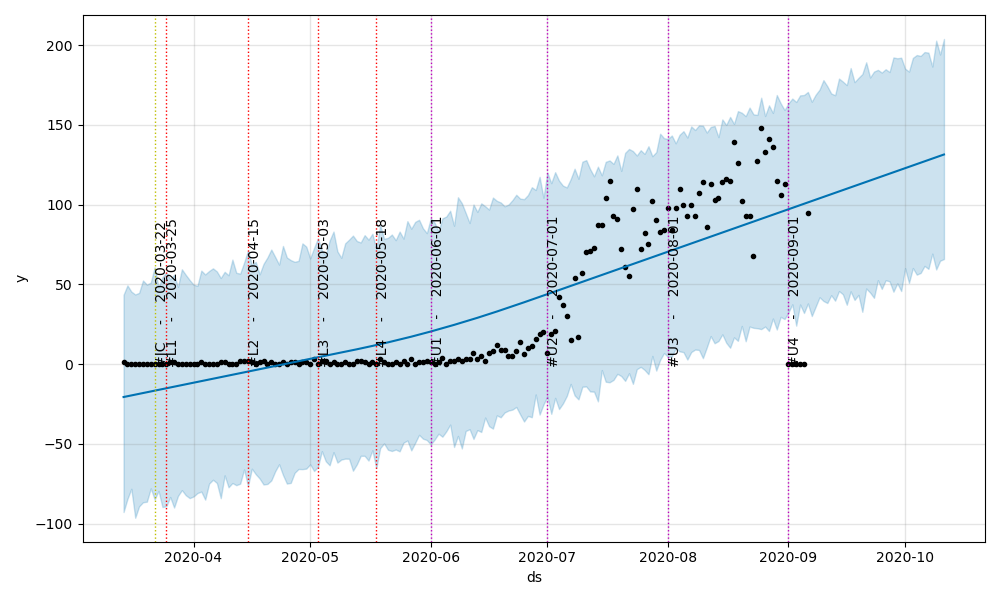 200
150
100
50
0
−50
−100
y
#JC - 2020-03-22
#L1 - 2020-03-25
#L2 - 2020-04-15
#L3 - 2020-05-03
#L4 - 2020-05-18
#U1 - 2020-06-01
#U2 - 2020-07-01
#U3 - 2020-08-01
#U4 - 2020-09-01
2020-04
2020-05
2020-06
2020-07
2020-08
2020-09
2020-10
ds